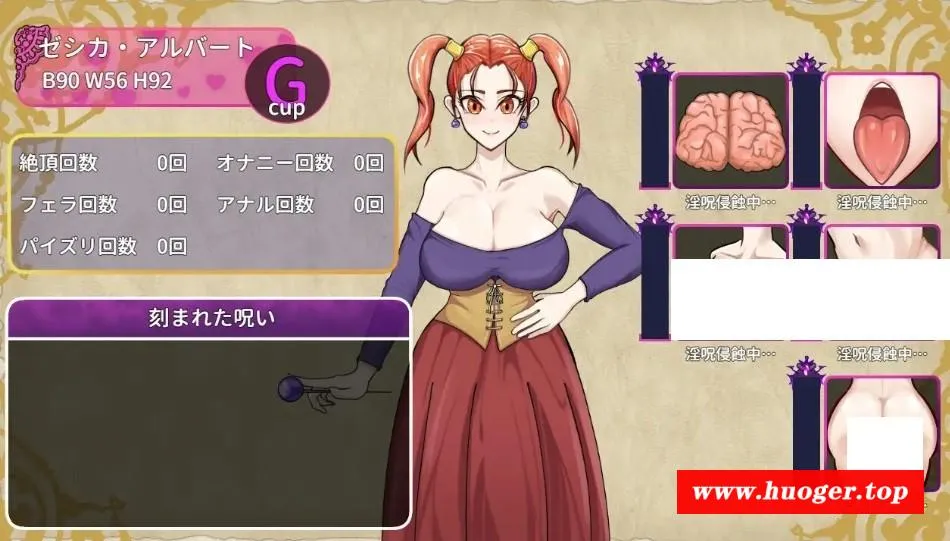 ゼシカ・アルバート
B90 W56 H92
G
cup
絶頂回数 0回 オナニー回数 0回
フェラ回数 0回 アナル回数 0回
パイズリ回数 0回
刻まれた呪い
淫呪侵蝕中… 淫呪侵蝕中…
淫呪侵蝕中… 淫呪侵蝕中…
www.huoger.top